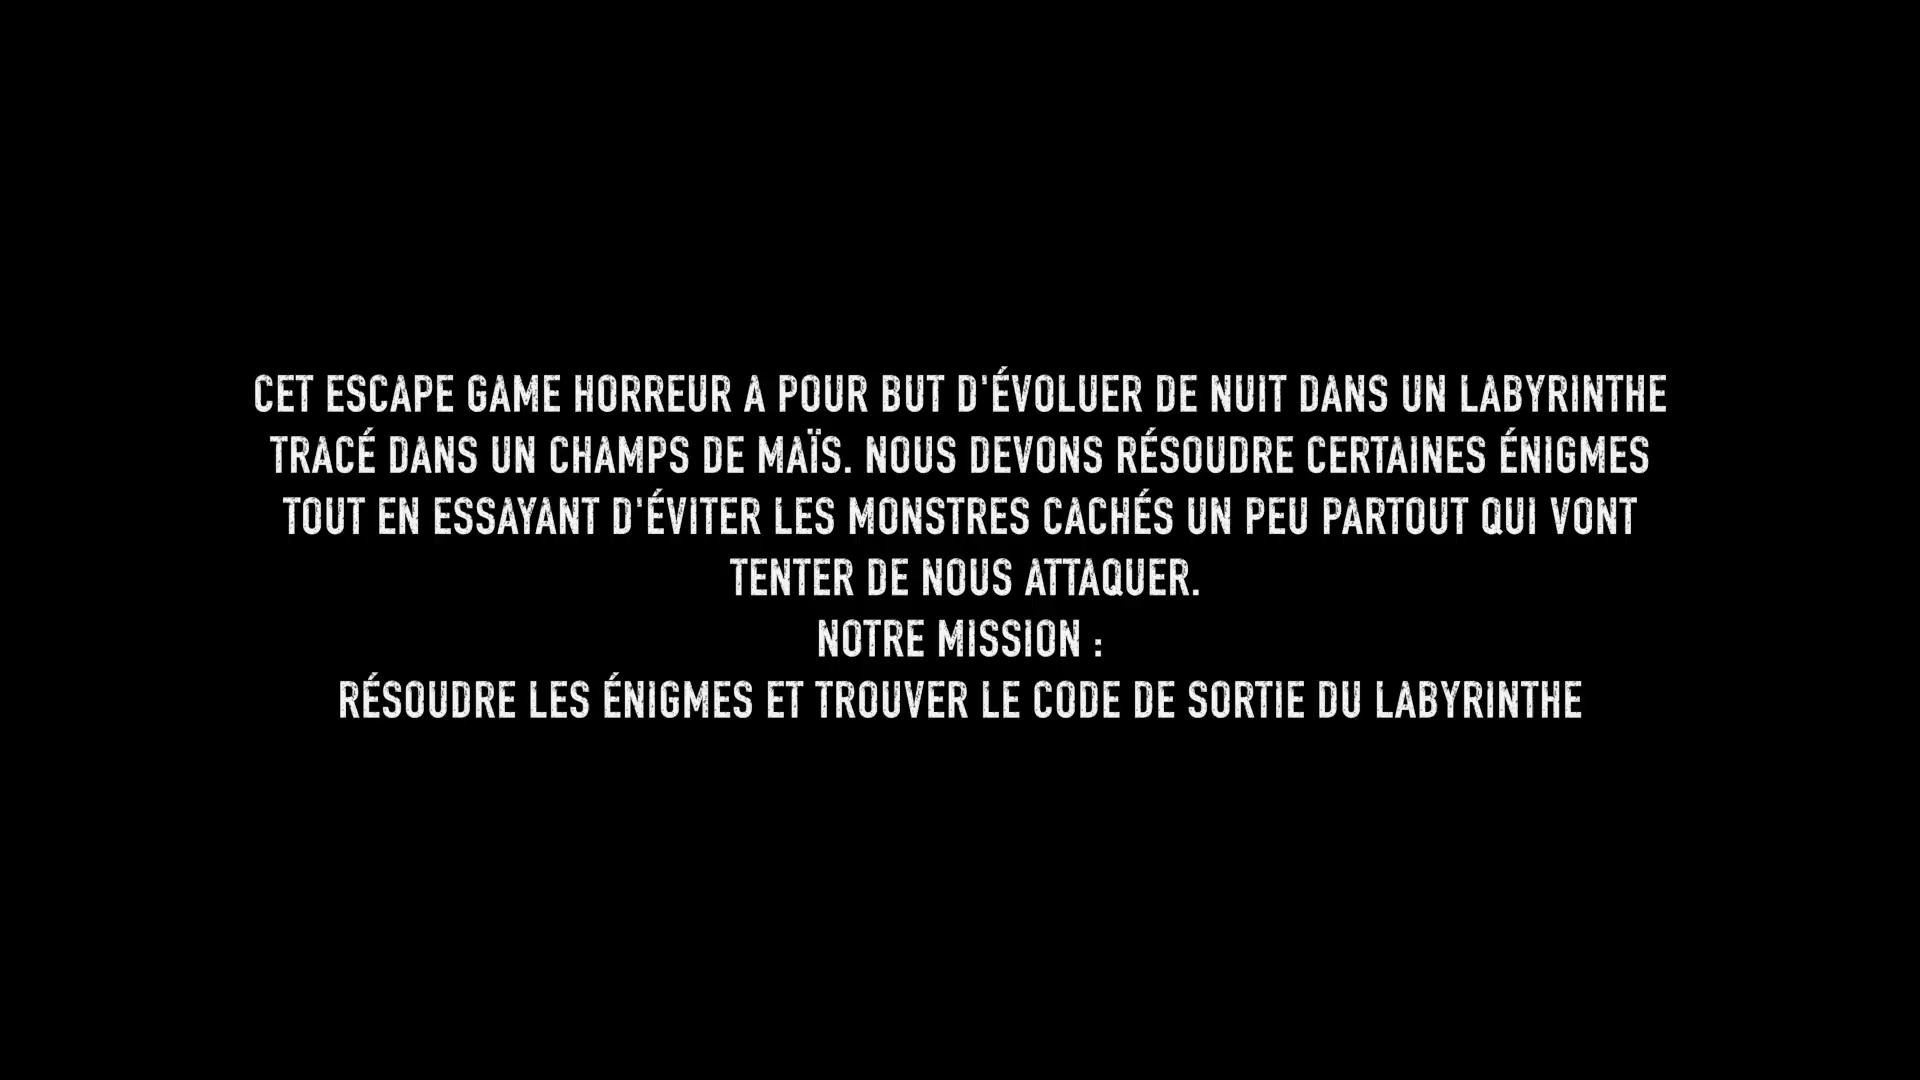 CET ESCAPE GAME HORREUR A POUR BUT D'ÉVOLUER DE NUIT DANS UN LABYRINTHE
TRACÉ DANS UN CHAMPS DE MAÏS. NOUS DEVONS RÉSOUDRE CERTAINES ÉNIGMES
TOUT EN ESSAYANT D'ÉVITER LES MONSTRES CACHÉS UN PEU PARTOUT QUI VONT
TENTER DE NOUS ATTAQUER.
NOTRE MISSION :
RÉSOUDRE LES ÉNIGMES ET TROUVER LE CODE DE SORTIE DU LABYRINTHE